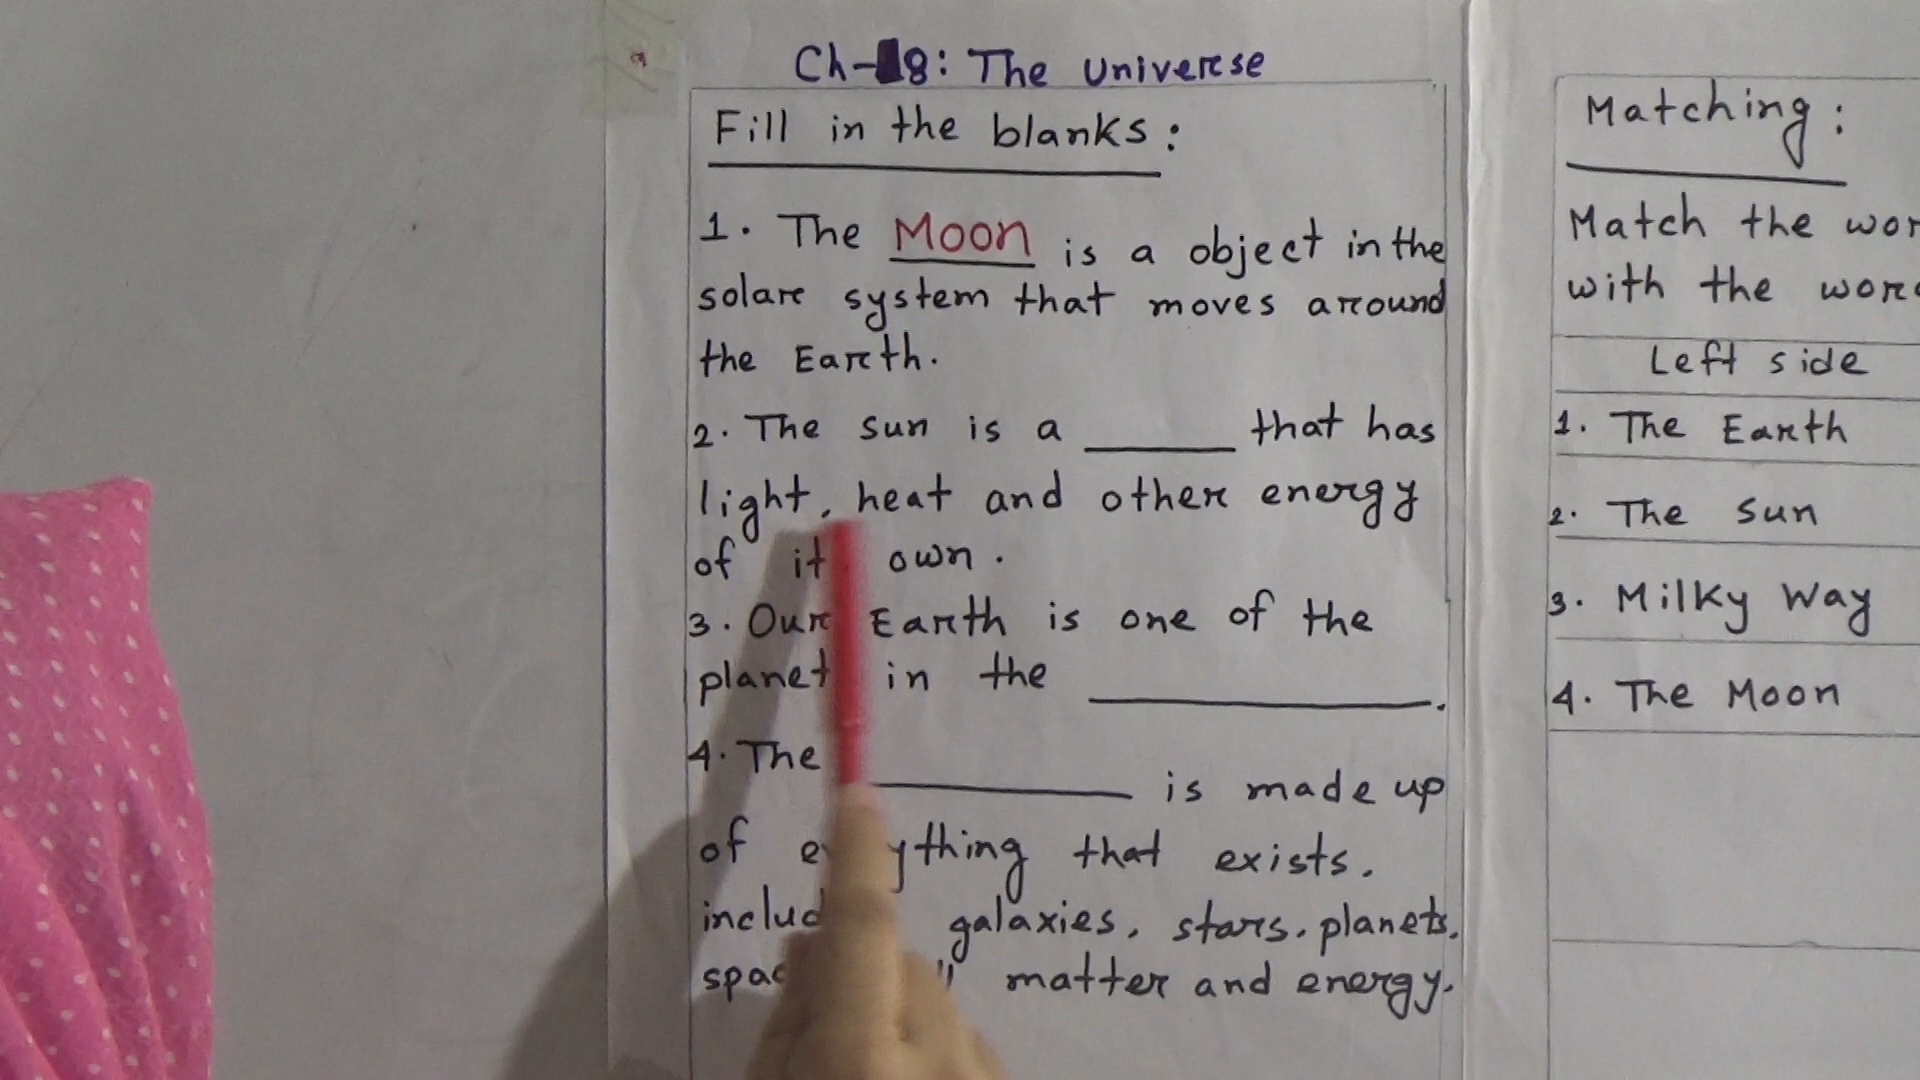 Ch-8: The Universe
Fill in the blanks:
1. The Moon is a object in the
solar system that moves around
the Earth.
2. The sun is a ______ that has
light, heat and other energy
of it own.
3. Our Earth is one of the
planet in the ______.
4. The ______ is made up
of that exists.
galaxies, stars, planets,
matter and energy.
Matching:
Match the
with the
Left side
1. The Earth
2. The Sun
3. Milky Way
4. The Moon